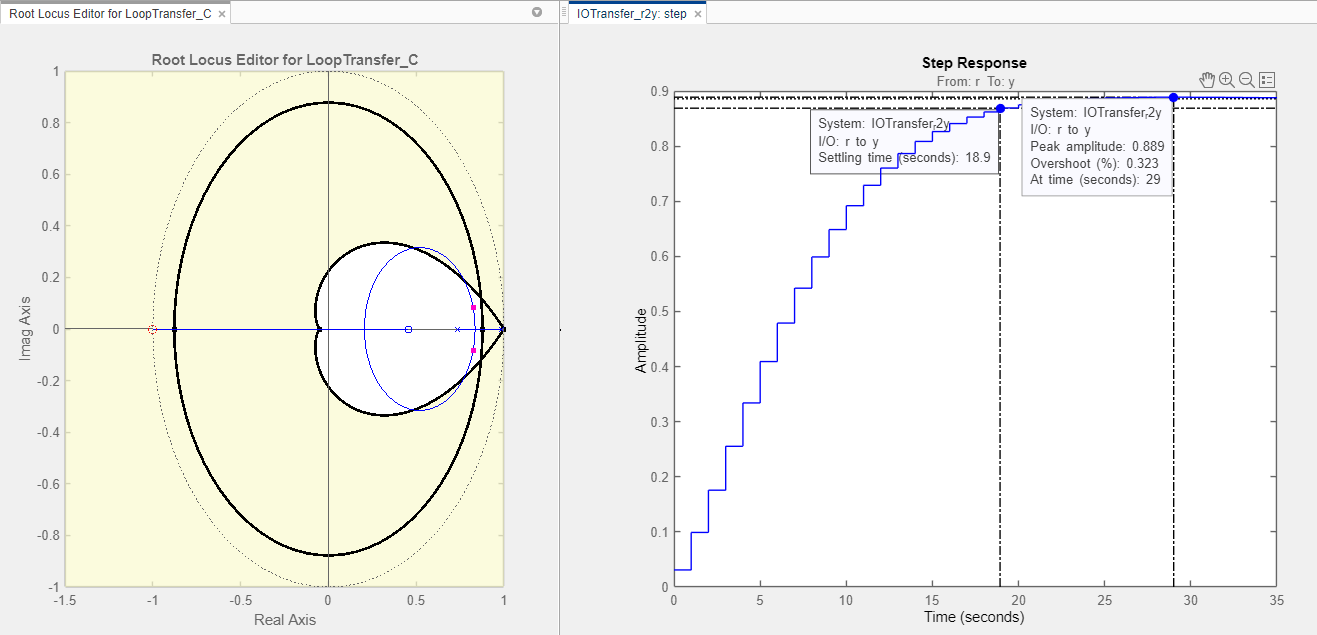 Root Locus Editor for LoopTransfer_C ×
IOTransfer_r2y: step ×
Root Locus Editor for LoopTransfer_C
1
0.8
0.6
0.4
0.2
0
-0.2
-0.4
-0.6
-0.8
-1
-1.5 -1 -0.5 0 0.5 1
Imag Axis
Real Axis
Step Response
From: r To: y
0.9
0.8
0.7
0.6
0.5
0.4
0.3
0.2
0.1
0
0 5 10 15 20 25 30 35
Amplitude
Time (seconds)
System: IOTransferr2y
I/O: r to y
Settling time (seconds): 18.9
System: IOTransferr2y
I/O: r to y
Peak amplitude: 0.889
Overshoot (%): 0.323
At time (seconds): 29